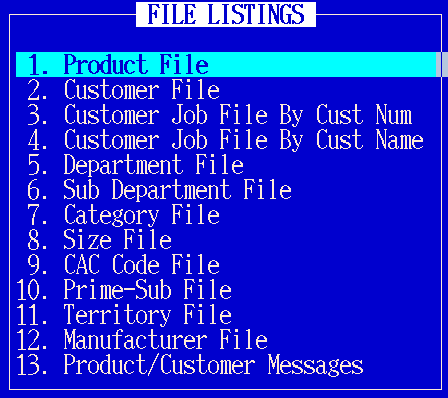 FILE LISTINGS
1. Product File
2. Customer File
3. Customer Job File By Cust Num
4. Customer Job File By Cust Name
5. Department File
6. Sub Department File
7. Category File
8. Size File
9. CAC Code File
10. Prime-Sub File
11. Territory File
12. Manufacturer File
13. Product/Customer Messages